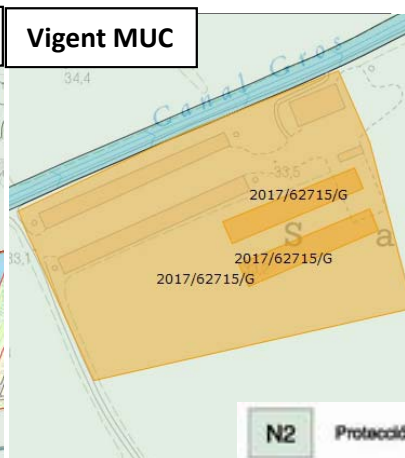 Vigent MUC
34,4
Canal Gros
33,5
2017/62715/G
S a
2017/62715/G
33,1
2017/62715/G
N2 Protecció